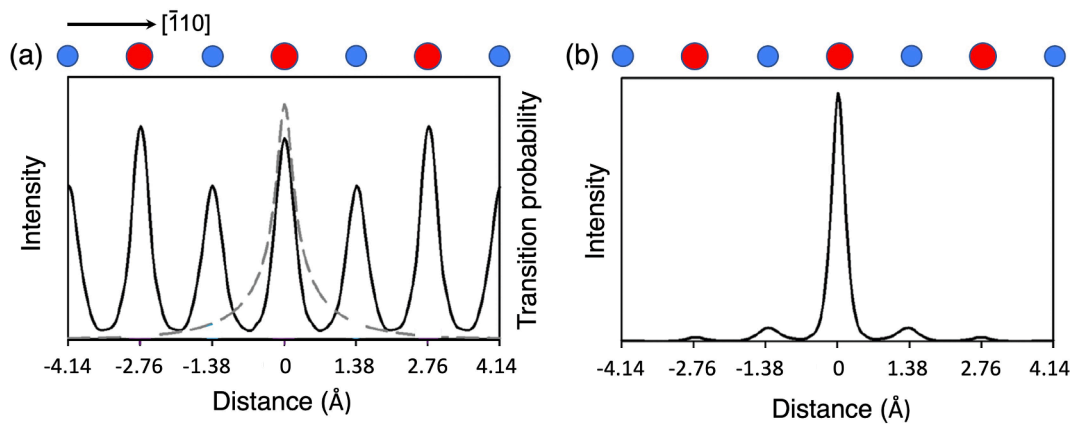 [1̄10]
(a)
Intensity
Transition probability
-4.14 -2.76 -1.38 0 1.38 2.76 4.14
Distance (Å)
(b)
Intensity
-4.14 -2.76 -1.38 0 1.38 2.76 4.14
Distance (Å)